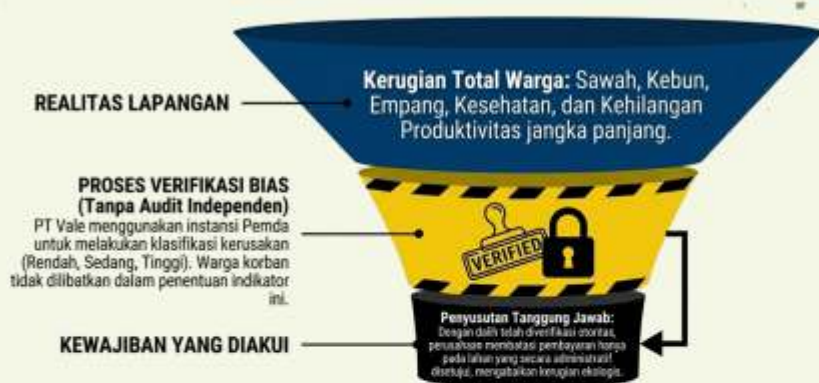 REALITAS LAPANGAN
Kerugian Total Warga: Sawah, Kebun,
Empang, Kesehatan, dan Kehilangan
Produktivitas jangka panjang.
PROSES VERIFIKASI BIAS
(Tanpa Audit Independen)
PT Vale menggunakan instansi Pemda
untuk melakukan klasifikasi kerusakan
(Rendah, Sedang, Tinggi). Warga korban
tidak dilibatkan dalam penentuan indikator
ini.
VERIFIED
KEWAJIBAN YANG DIAKUI
Penyusutan Tanggung Jawab:
Dengan dalih telah diverifikasi otoritas,
perusahaan membatasi pembayaran hanya
pada lahan yang secara administratif
disetujui, mengabaikan kerugian ekologis.